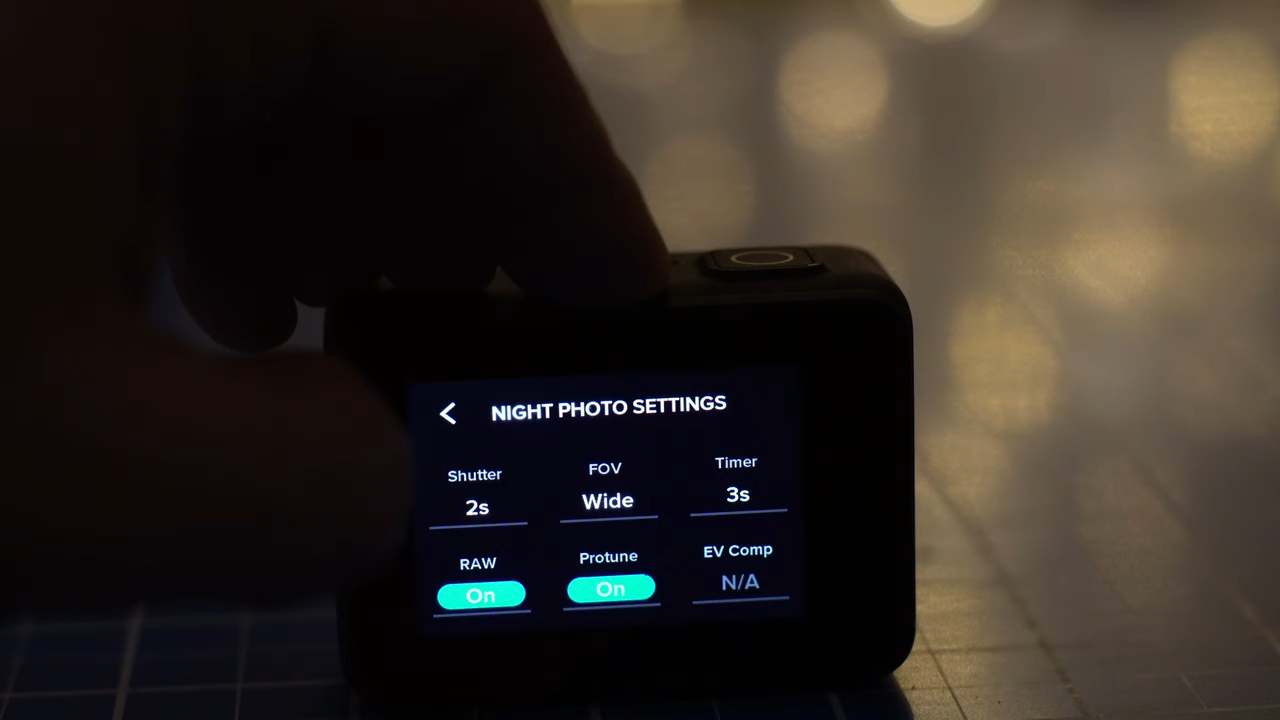 NIGHT PHOTO SETTINGS
Shutter FOV Timer
2s Wide 3s
RAW Protune EV Comp
On On N/A